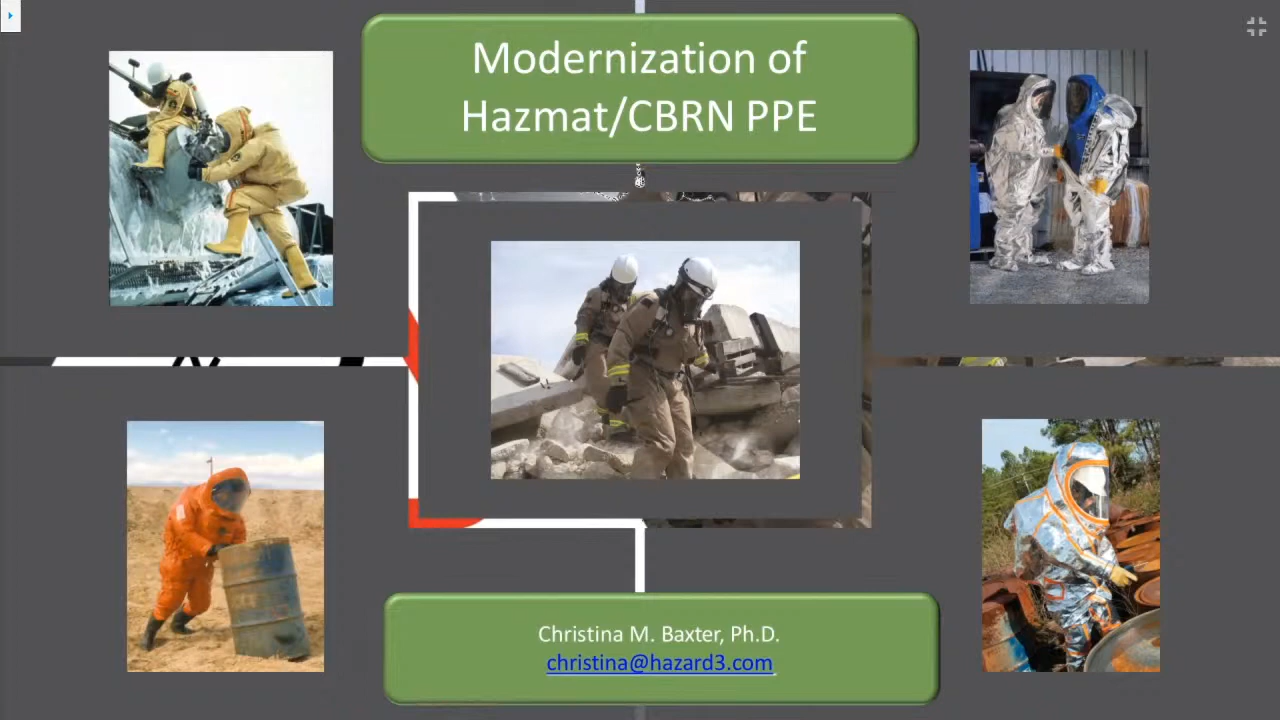 Modernization of
Hazmat/CBRN PPE
Christina M. Baxter, Ph.D.
christina@hazard3.com